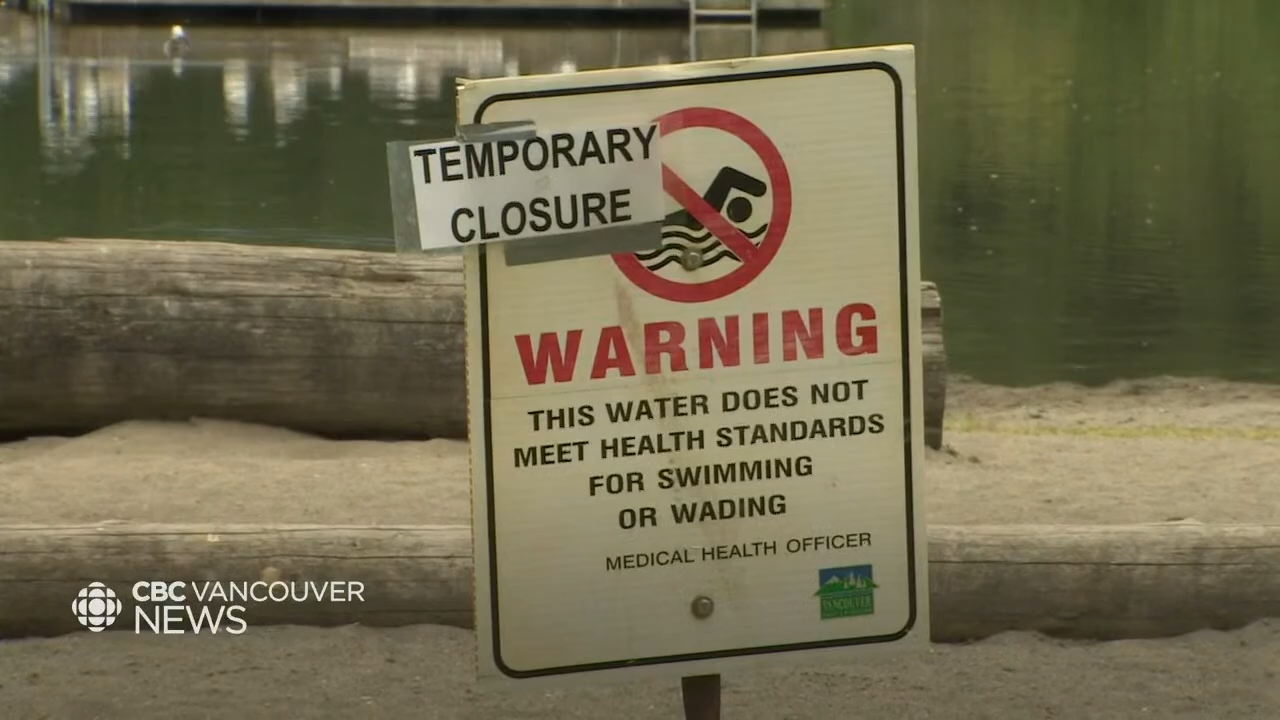 TEMPORARY
CLOSURE
WARNING
THIS WATER DOES NOT
MEET HEALTH STANDARDS
FOR SWIMMING
OR WADING
MEDICAL HEALTH OFFICER
VANCOUVER
CBC VANCOUVER
NEWS